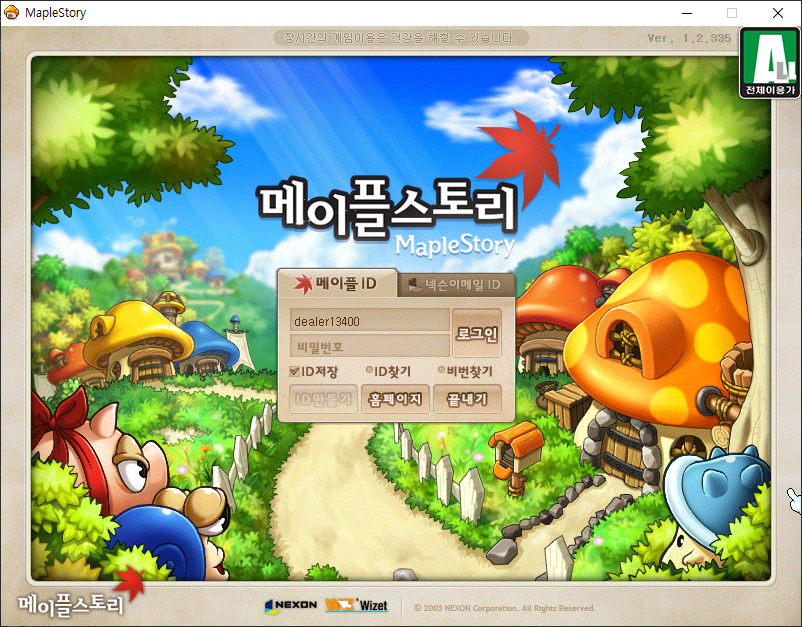 MapleStory
장시간의 게임이용은 건강을 해칠 수 있습니다.
Ver. 1.2.335
전체이용가
메이플스토리
MapleStory
메이플 ID
넥슨이메일 ID
dealer13400
로그인
비밀번호
ID저장
ID찾기
비번찾기
ID만들기
홈페이지
끝내기
메이플스토리
NEXON
Wizet
© 2003 NEXON Corporation. All Rights Reserved.